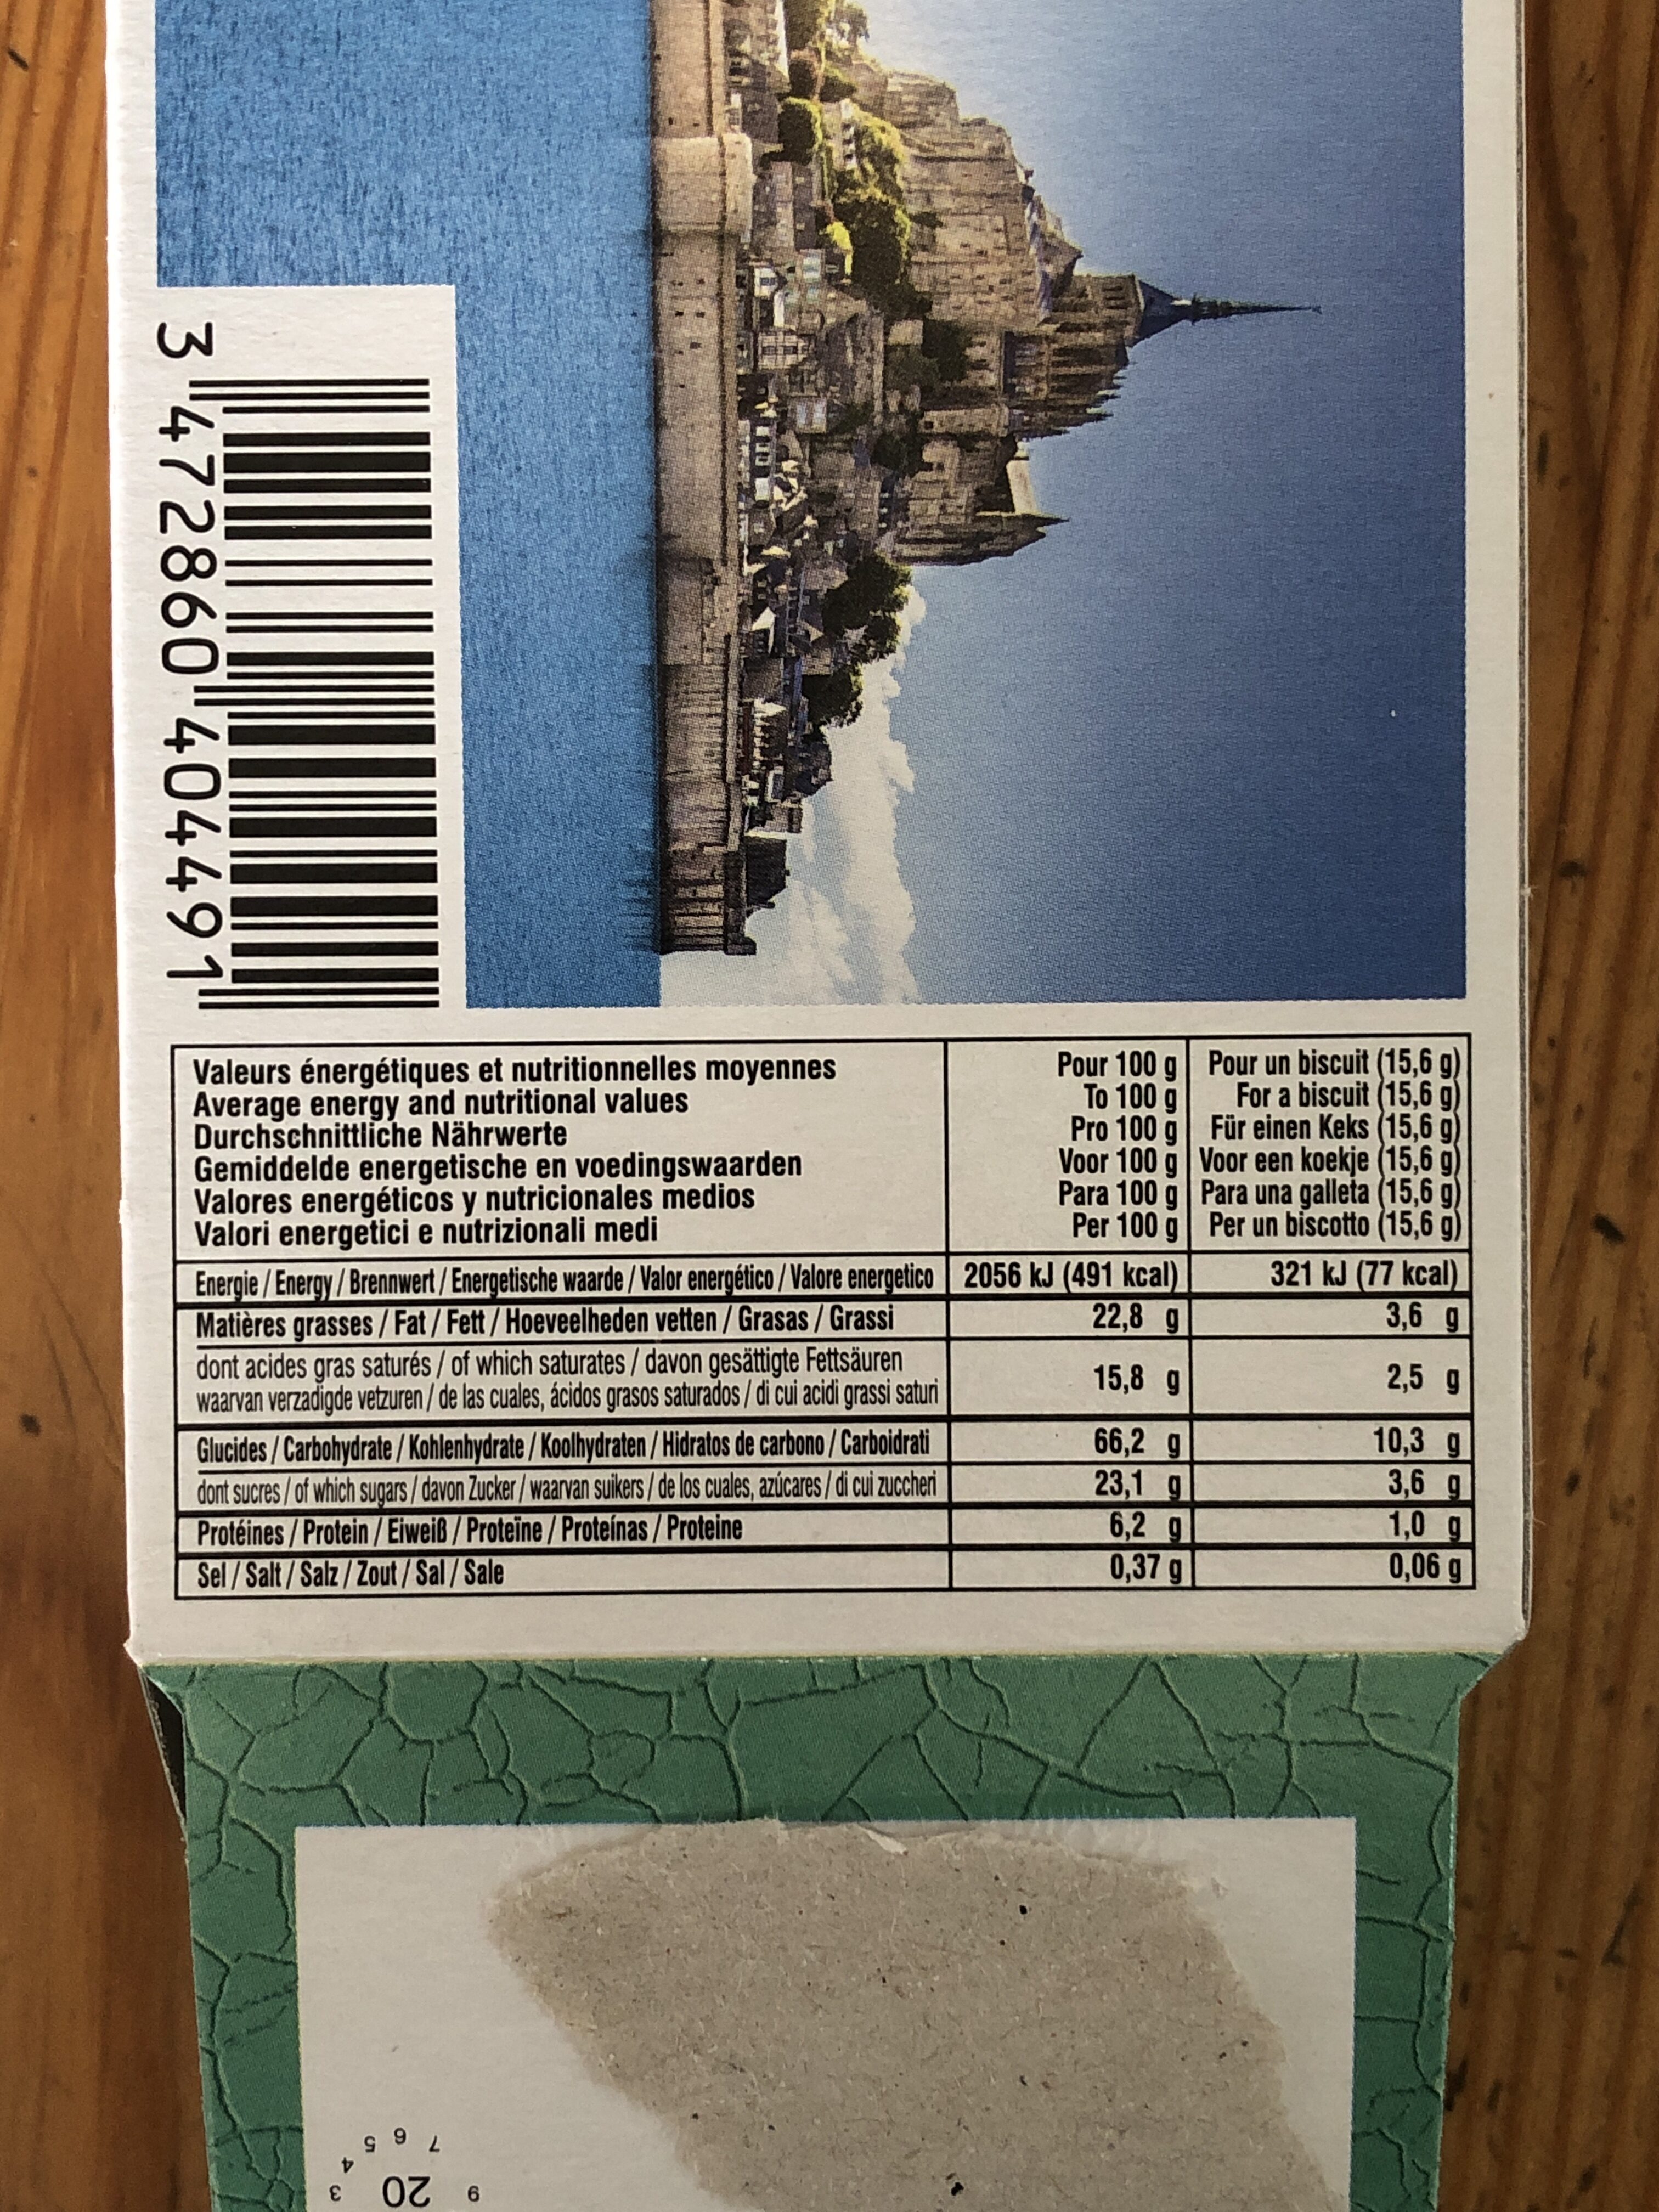 3 472860 404491
Valeurs énergétiques et nutritionnelles moyennes
Average energy and nutritional values
Durchschnittliche Nährwerte
Gemiddelde energetische en voedingswaarden
Valores energéticos y nutricionales medios
Valori energetici e nutrizionali medi
Pour 100 g
To 100 g
Pro 100 g
Voor 100 g
Para 100 g
Per 100 g
Pour un biscuit (15,6 g)
For a biscuit (15,6 g)
Für einen Keks (15,6 g)
Voor een koekje (15,6 g)
Para una galleta (15,6 g)
Per un biscotto (15,6 g)
Energie / Energy / Brennwert / Energetische waarde / Valor energético / Valore energetico 2056 kJ (491 kcal) 321 kJ (77 kcal)
Matières grasses / Fat / Fett / Hoeveelheden vetten / Grasas / Grassi 22,8 g 3,6 g
dont acides gras saturés / of which saturates / davon gesättigte Fettsäuren
waarvan verzadigde vetzuren / de las cuales, ácidos grasos saturados / di cui acidi grassi saturi 15,8 g 2,5 g
Glucides / Carbohydrate / Kohlenhydrate / Koolhydraten / Hidratos de carbono / Carboidrati 66,2 g 10,3 g
dont sucres / of which sugars / davon Zucker / waarvan suikers / de los cuales, azúcares / di cui zuccheri 23,1 g 3,6 g
Protéines / Protein / Eiweiß / Proteïne / Proteínas / Proteine 6,2 g 1,0 g
Sel / Salt / Salz / Zout / Sal / Sale 0,37 g 0,06 g
7 6 5
4
9 20 3